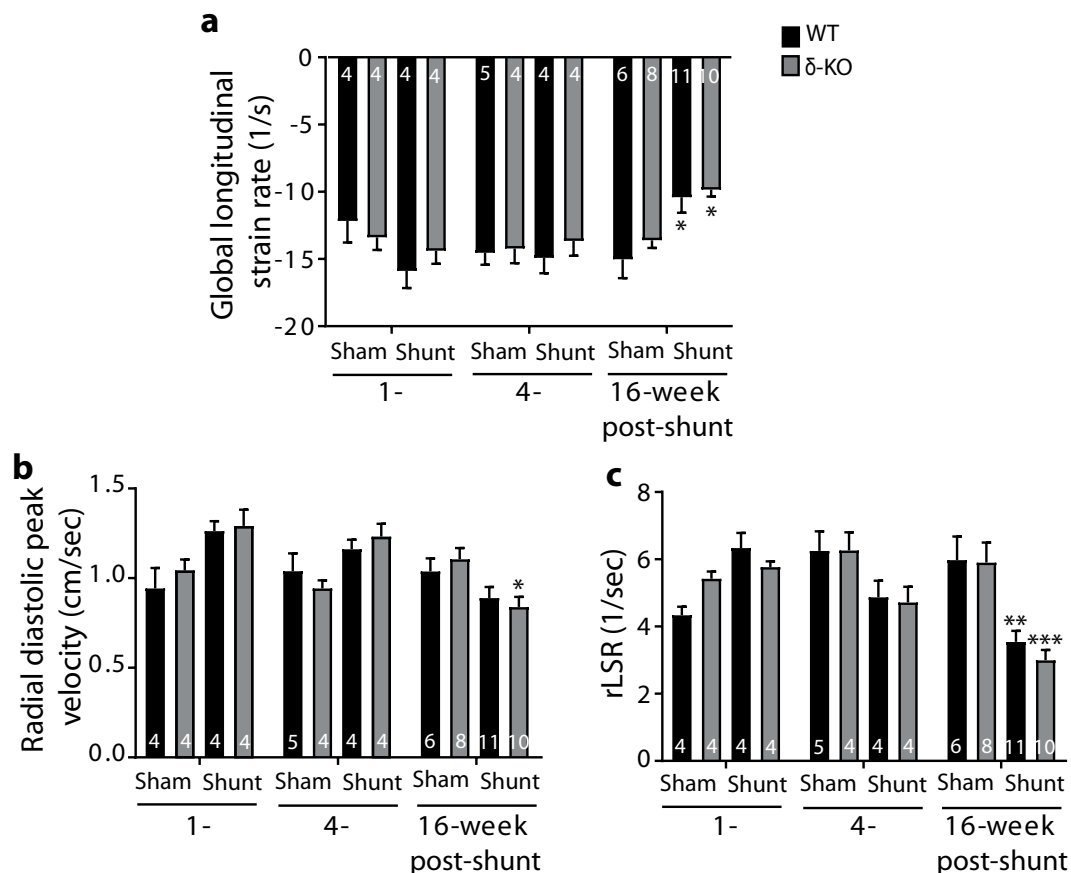 a
WT
δ-KO
Global longitudinal
strain rate (1/s)
0
-5
-10
-15
-20
4 4 4 4 5 4 4 4 6 8 11 10
* *
Sham Shunt Sham Shunt Sham Shunt
1- 4- 16-week
post-shunt
b
Radial diastolic peak
velocity (cm/sec)
1.5
1.0
0.5
0.0
*
4 4 4 4 5 4 4 4 6 8 11 10
Sham Shunt Sham Shunt Sham Shunt
1- 4- 16-week
post-shunt
c
rLSR (1/sec)
8
6
4
2
0
** ***
4 4 4 4 5 4 4 4 6 8 11 10
Sham Shunt Sham Shunt Sham Shunt
1- 4- 16-week
post-shunt